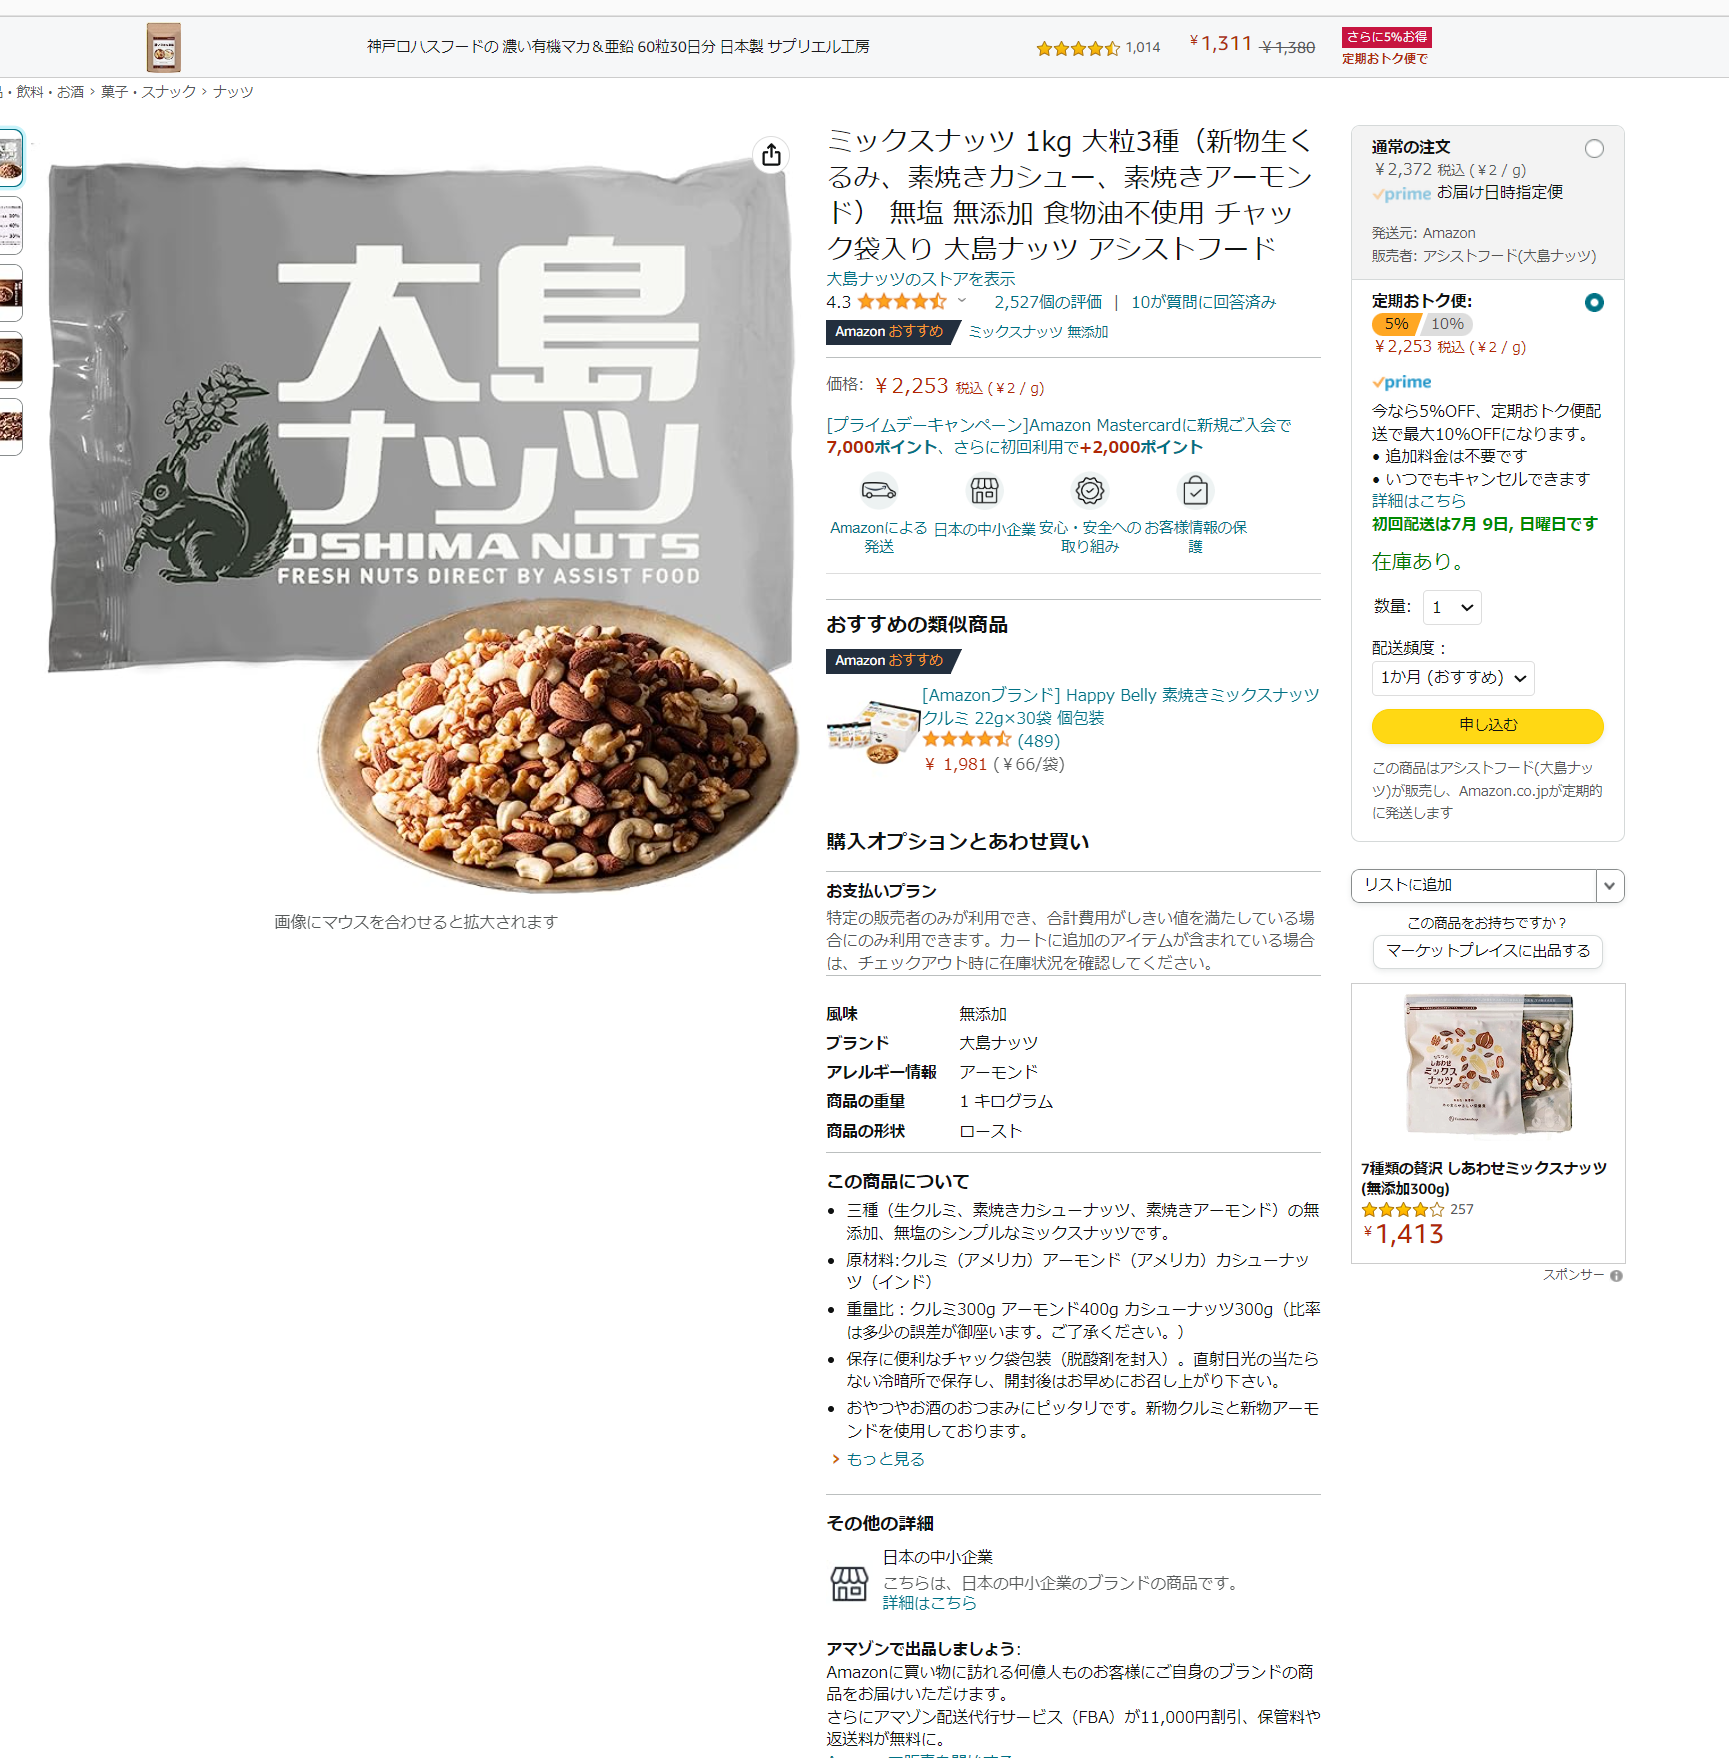 神戸ロハスフードの 濃い有機マカ＆亜鉛 60粒30日分 日本製 サプリエル工房
1,014
¥1,311 ¥1,380
さらに5%お得
定期おトク便で
・飲料・お酒 › 菓子・スナック › ナッツ
大島
ナッツ
OSHIMA NUTS
FRESH NUTS DIRECT BY ASSIST FOOD
画像にマウスを合わせると拡大されます
ミックスナッツ 1kg 大粒3種（新物生く
るみ、素焼きカシュー、素焼きアーモン
ド） 無塩 無添加 食物油不使用 チャッ
ク袋入り 大島ナッツ アシストフード
大島ナッツのストアを表示
4.3 2,527個の評価 | 10が質問に回答済み
Amazon おすすめ ミックスナッツ 無添加
価格: ￥2,253 税込 (￥2 / g)
[プライムデーキャンペーン]Amazon Mastercardに新規ご入会で
7,000ポイント、さらに初回利用で+2,000ポイント
Amazonによる
発送
日本の中小企業
安心・安全への
取り組み
お客様情報の保
護
おすすめの類似商品
Amazon おすすめ
[Amazonブランド] Happy Belly 素焼きミックスナッツ
クルミ 22g×30袋 個包装
(489)
￥ 1,981 (￥66/袋)
購入オプションとあわせ買い
お支払いプラン
特定の販売者のみが利用でき、合計費用がしきい値を満たしている場
合にのみ利用できます。カートに追加のアイテムが含まれている場合
は、チェックアウト時に在庫状況を確認してください。
風味 無添加
ブランド 大島ナッツ
アレルギー情報 アーモンド
商品の重量 1 キログラム
商品の形状 ロースト
この商品について
• 三種（生クルミ、素焼きカシューナッツ、素焼きアーモンド）の無
添加、無塩のシンプルなミックスナッツです。
• 原材料:クルミ（アメリカ）アーモンド（アメリカ）カシューナッ
ツ（インド）
• 重量比：クルミ300g アーモンド400g カシューナッツ300g（比率
は多少の誤差が御座います。ご了承ください。）
• 保存に便利なチャック袋包装（脱酸剤を封入）。直射日光の当たら
ない冷暗所で保存し、開封後はお早めにお召し上がり下さい。
• おやつやお酒のおつまみにピッタリです。新物クルミと新物アーモ
ンドを使用しております。
› もっと見る
その他の詳細
日本の中小企業
こちらは、日本の中小企業のブランドの商品です。
詳細はこちら
アマゾンで出品しましょう:
Amazonに買い物に訪れる何億人ものお客様にご自身のブランドの商
品をお届けいただけます。
さらにアマゾン配送代行サービス（FBA）が11,000円割引、保管料や
返送料が無料に。
通常の注文
￥2,372 税込 (￥2 / g)
prime お届け日時指定便
発送元: Amazon
販売者: アシストフード(大島ナッツ)
定期おトク便:
5% 10%
￥2,253 税込 (￥2 / g)
prime
今なら5%OFF、定期おトク便配
送で最大10%OFFになります。
• 追加料金は不要です
• いつでもキャンセルできます
詳細はこちら
初回配送は7月 9日, 日曜日です
在庫あり。
数量: 1
配送頻度：
1か月 (おすすめ)
申し込む
この商品はアシストフード(大島ナッ
ツ)が販売し、Amazon.co.jpが定期的
に発送します
リストに追加
この商品をお持ちですか？
マーケットプレイスに出品する
しあわせ
ミックス
ナッツ
7種類の贅沢 しあわせミックスナッツ
(無添加300g)
257
¥1,413
スポンサー